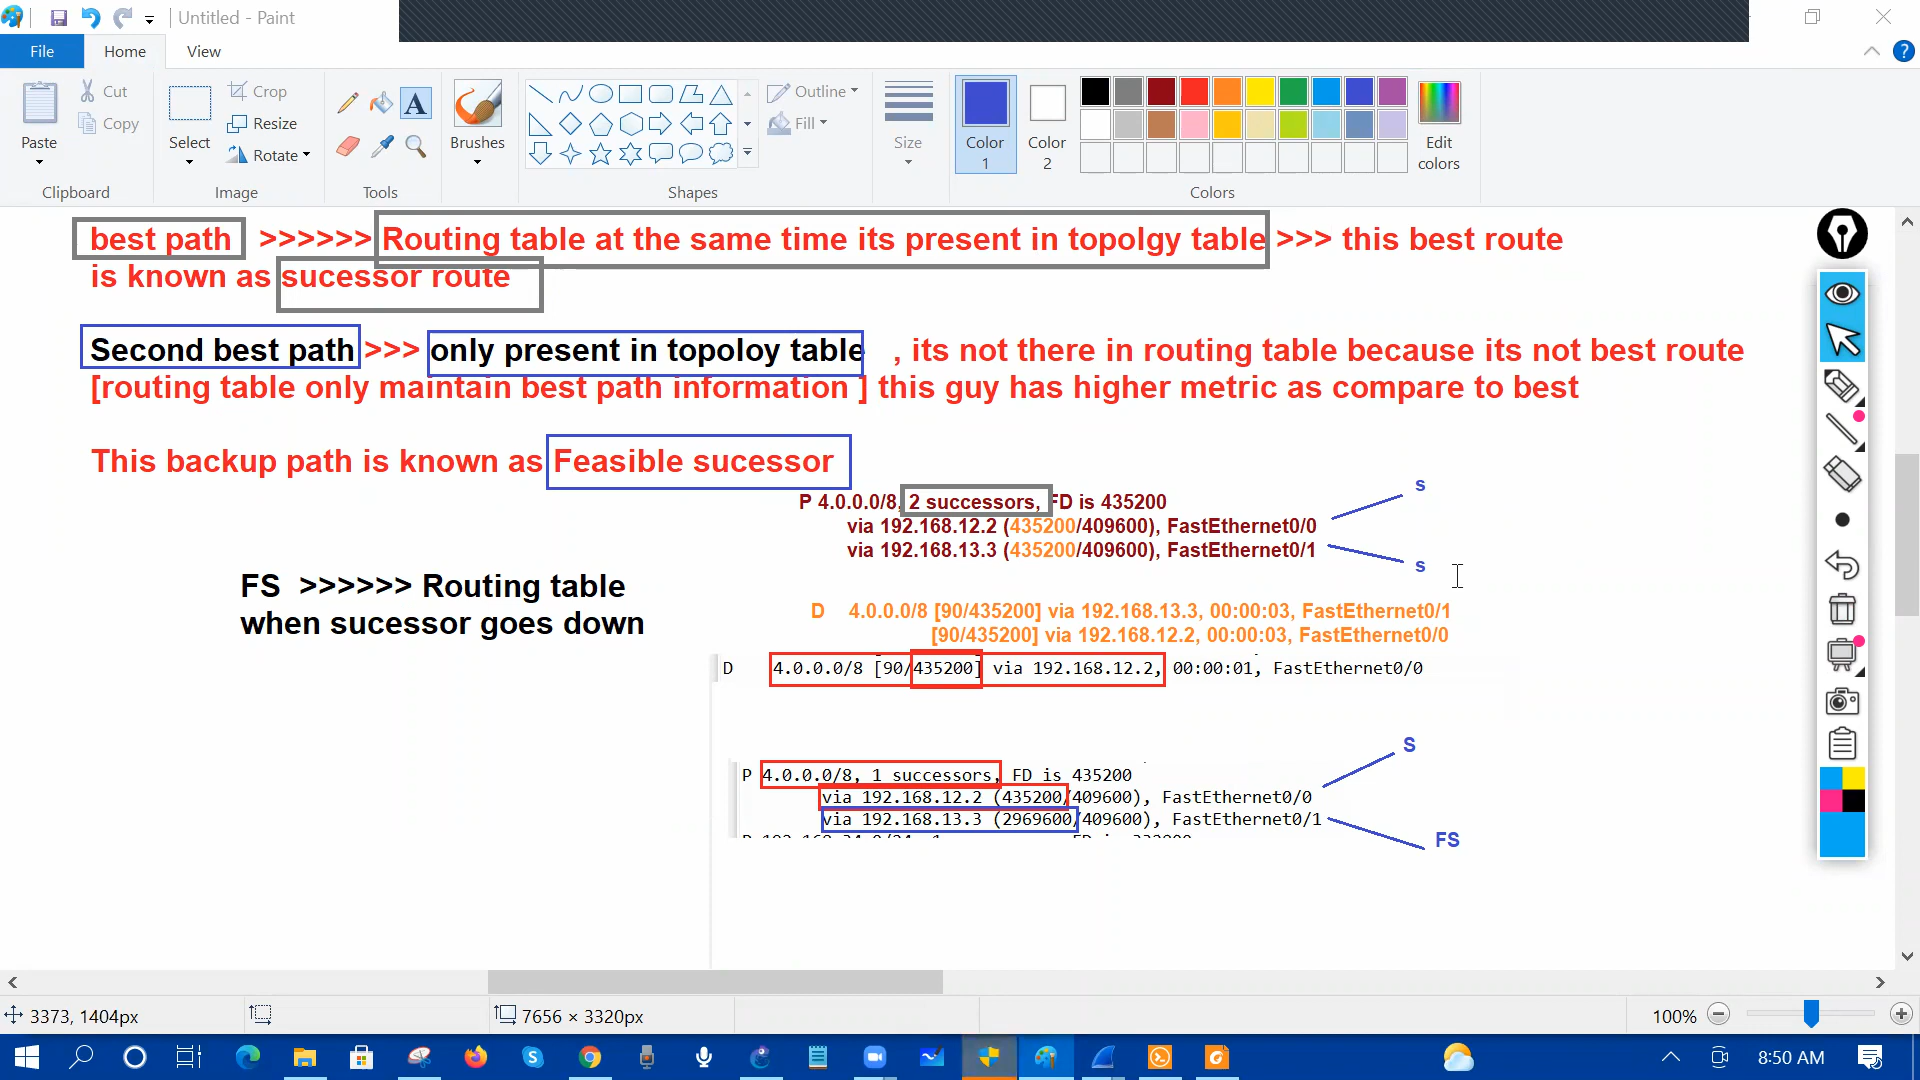 Untitled - Paint
File
Home
View
Paste
Cut
Copy
Clipboard
Select
Crop
Resize
Rotate
Image
A
Tools
Brushes
Outline
Fill
Shapes
Size
Color
1
Color
2
Edit
colors
Colors
best path >>>>>> Routing table at the same time its present in topolgy table >>> this best route
is known as sucessor route
Second best path >>> only present in topoloy table , its not there in routing table because its not best route
[routing table only maintain best path information ] this guy has higher metric as compare to best
This backup path is known as Feasible sucessor
P 4.0.0.0/8, 2 successors, FD is 435200
via 192.168.12.2 (435200/409600), FastEthernet0/0
via 192.168.13.3 (435200/409600), FastEthernet0/1
s
s
FS >>>>>> Routing table
when sucessor goes down
D 4.0.0.0/8 [90/435200] via 192.168.13.3, 00:00:03, FastEthernet0/1
[90/435200] via 192.168.12.2, 00:00:03, FastEthernet0/0
D 4.0.0.0/8 [90/435200] via 192.168.12.2, 00:00:01, FastEthernet0/0
P 4.0.0.0/8, 1 successors, FD is 435200
via 192.168.12.2 (435200/409600), FastEthernet0/0
via 192.168.13.3 (2969600/409600), FastEthernet0/1
S
FS
3373, 1404px
7656 × 3320px
100%
8:50 AM